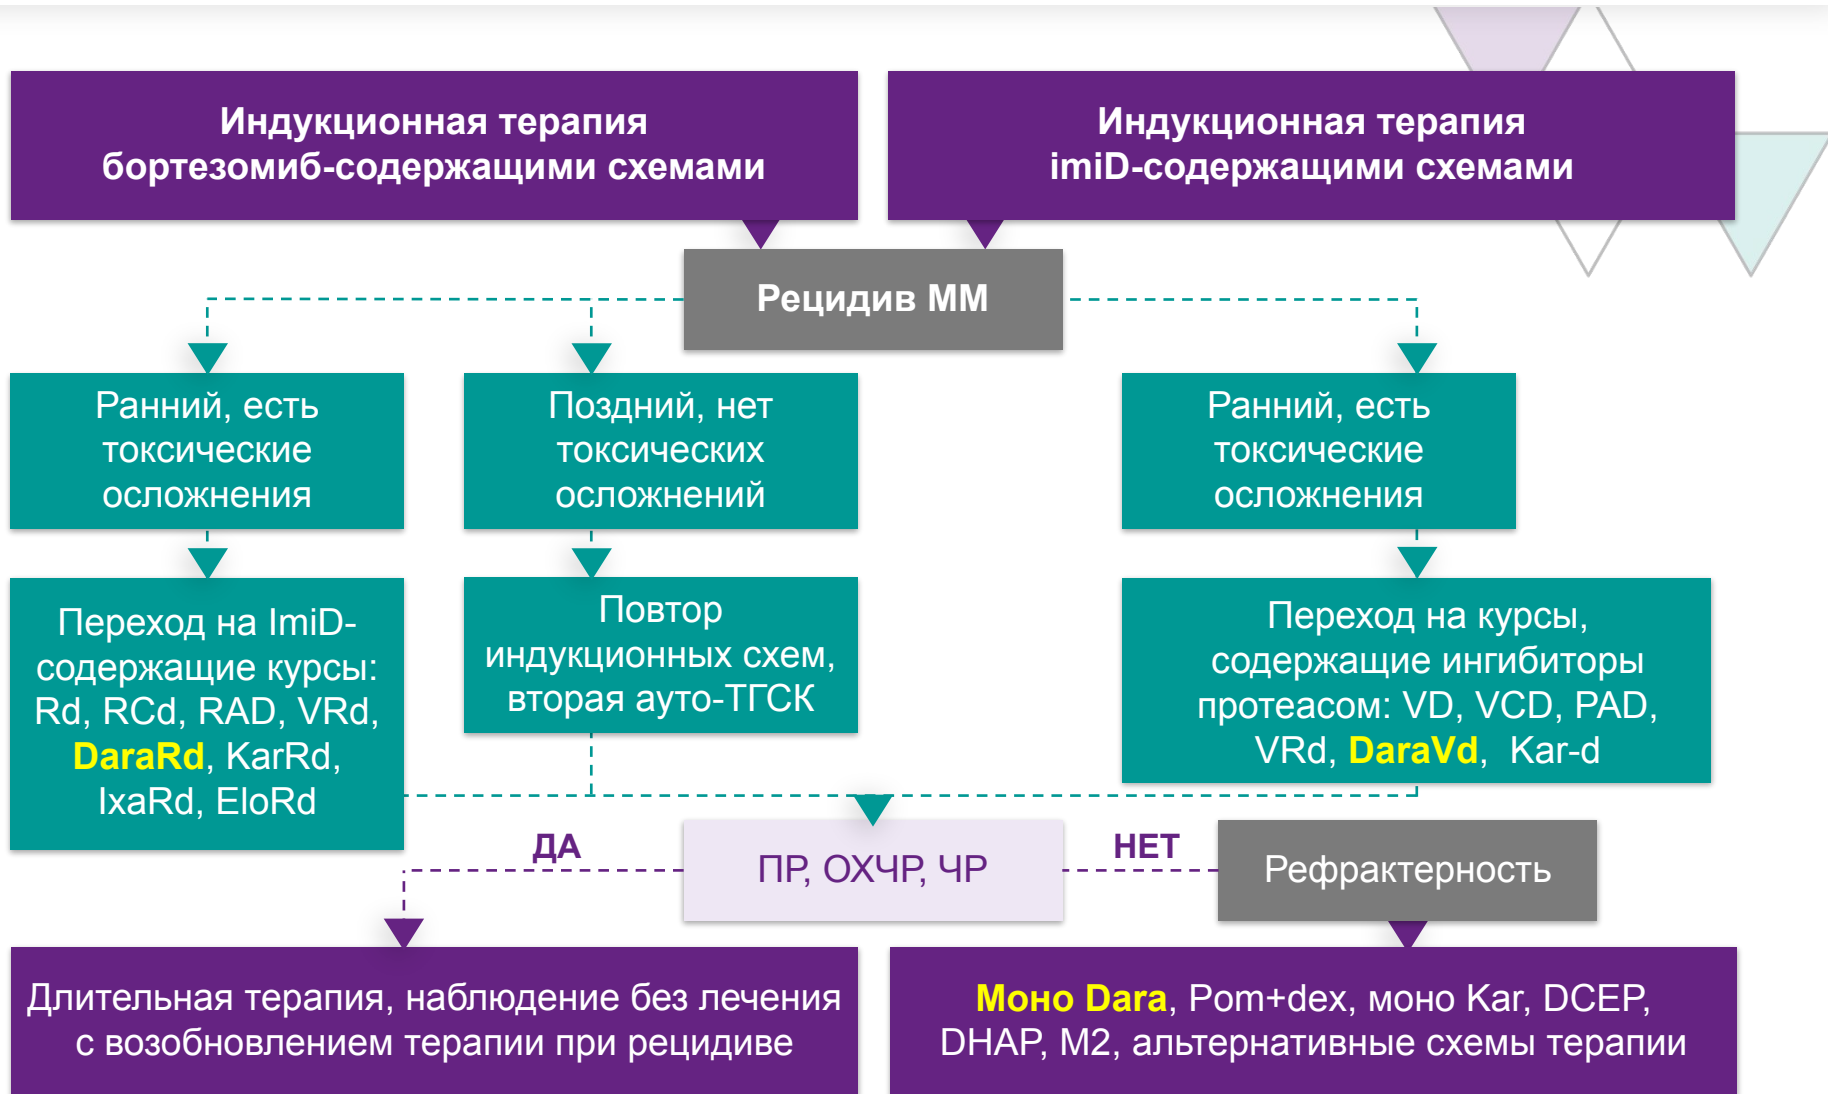 Индукционная терапия
бортезомиб-содержащими схемами
Индукционная терапия
imiD-содержащими схемами
Рецидив ММ
Ранний, есть
токсические
осложнения
Поздний, нет
токсических
осложнений
Ранний, есть
токсические
осложнения
Переход на ImiD-
содержащие курсы:
Rd, RCd, RAD, VRd,
DaraRd, KarRd,
IxaRd, EloRd
Повтор
индукционных схем,
вторая ауто-ТГСК
Переход на курсы,
содержащие ингибиторы
протеасом: VD, VCD, PAD,
VRd, DaraVd, Kar-d
ДА
ПР, ОХЧР, ЧР
НЕТ
Рефрактерность
Длительная терапия, наблюдение без лечения
с возобновлением терапии при рецидиве
Моно Dara, Pom+dex, моно Kar, DCEP,
DHAP, M2, альтернативные схемы терапии